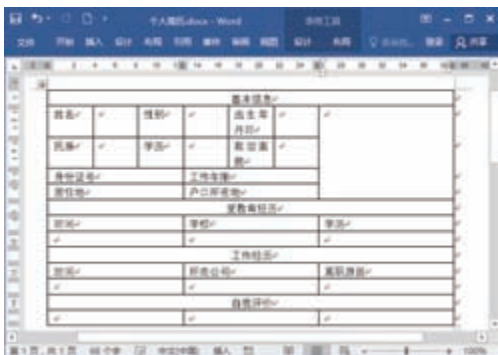 个人简历.docx - Word
表格工具
文件 开始 插入 设计 布局 引用 邮件 审阅 视图 设计 布局 登录 共享
基本信息
姓名 性别 出生年月日
民族 学历 政治面貌
身份证号 工作年限
居住地 户口所在地
受教育经历
时间 学校 学历
工作经历
时间 所在公司 离职原因
自我评价
第1页,共1页 中文(中国) 插入 100%